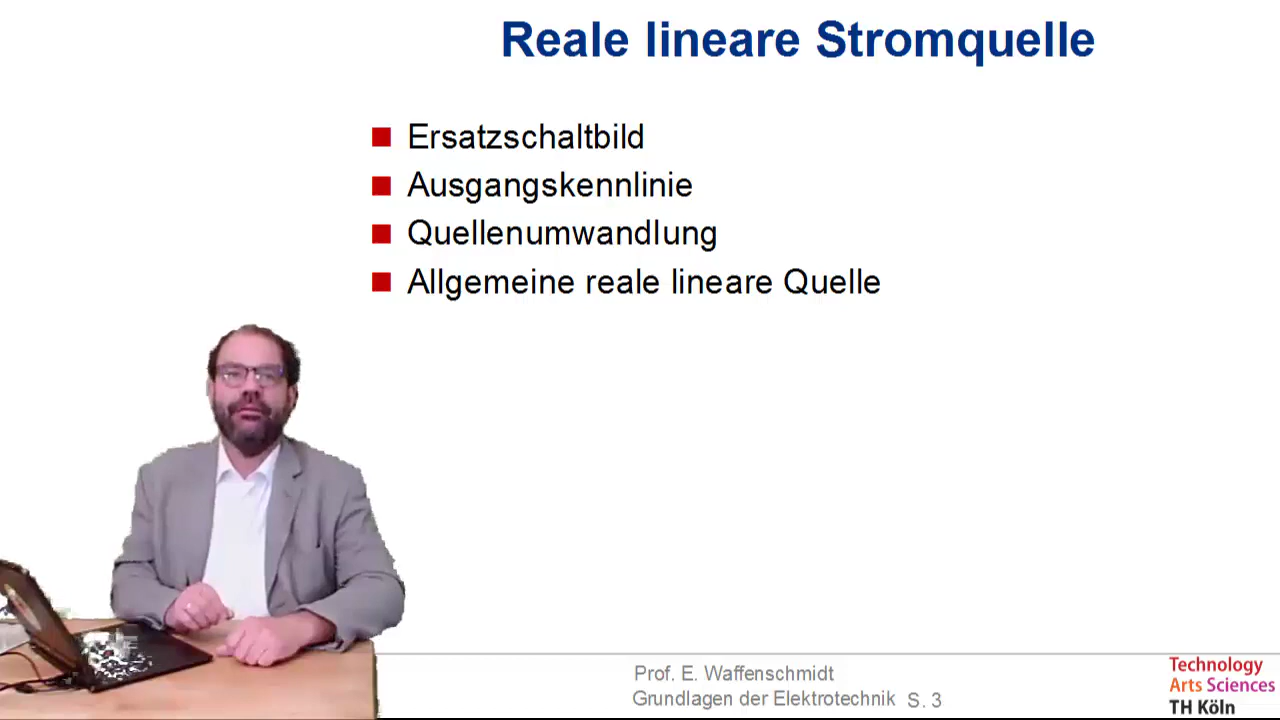 Reale lineare Stromquelle
Ersatzschaltbild
Ausgangskennlinie
Quellenumwandlung
Allgemeine reale lineare Quelle
Prof. E. Waffenschmidt
Grundlagen der Elektrotechnik S. 3
Technology
Arts Sciences
TH Köln